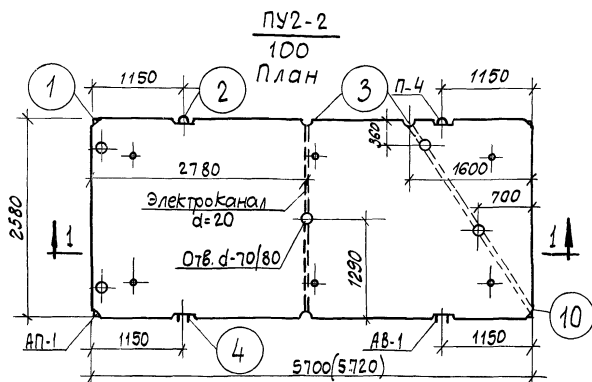 ПУ2-2
100
План
1150
П-4
1150
1
2
3
360
2780
1600
Электроканал
d=20
700
2580
1
1
Отв. d-70/80
1290
АП-1
1150
4
АВ-1
1150
10
5700(5720)